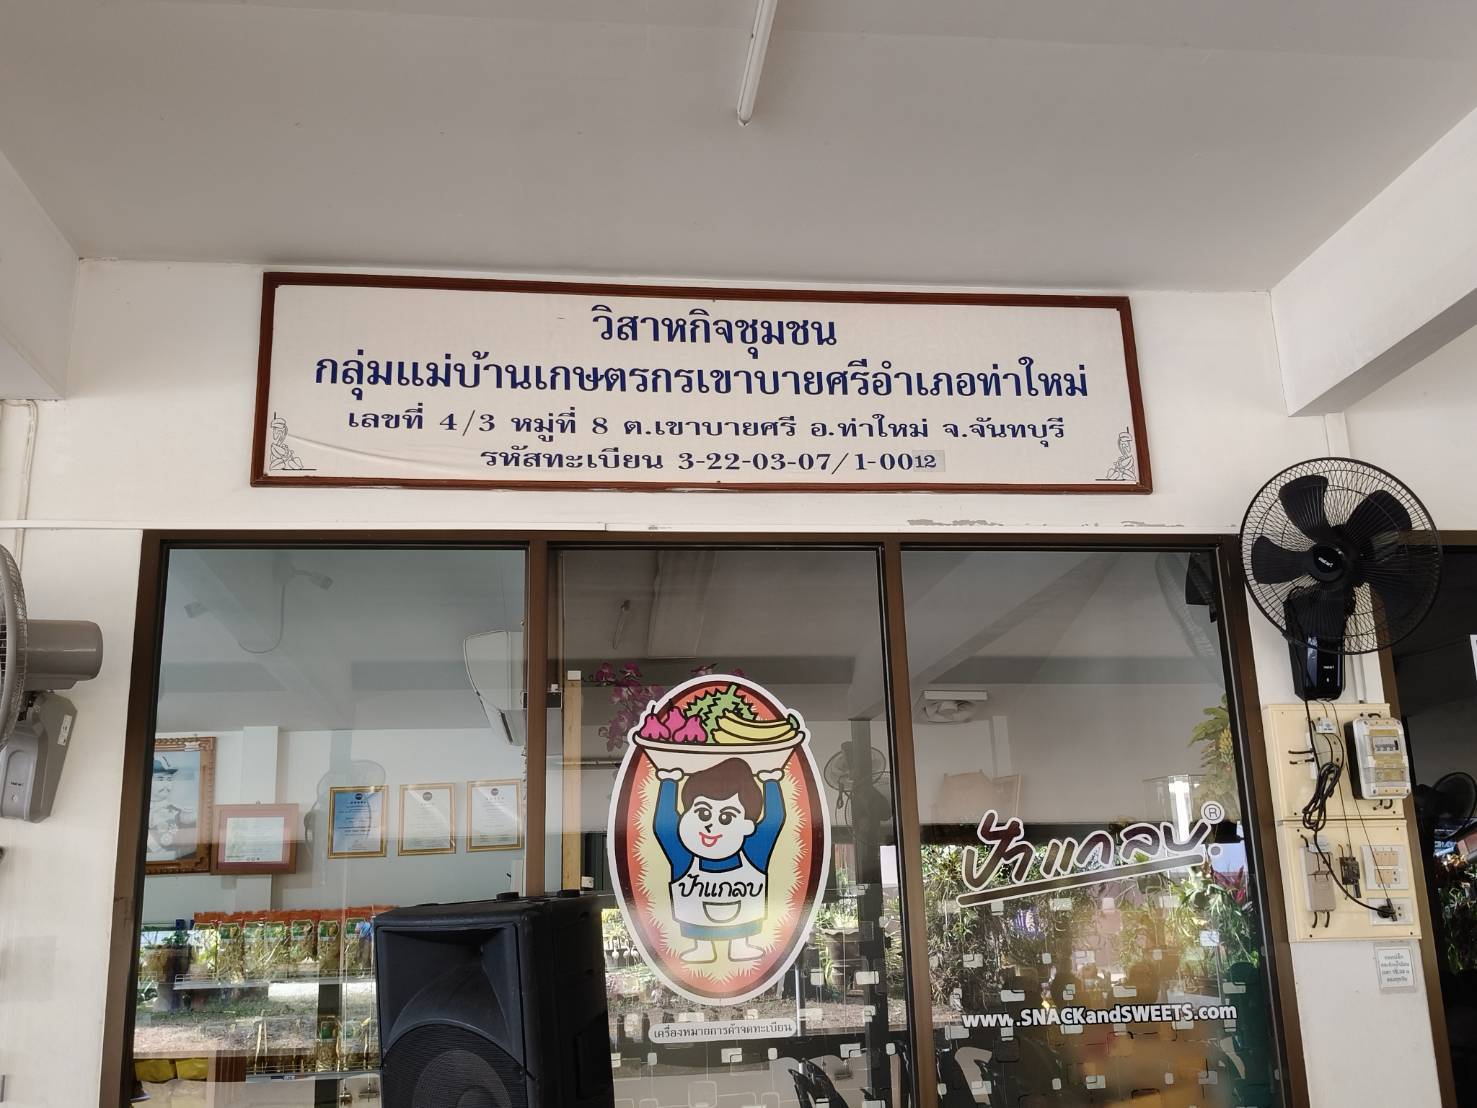 วิสาหกิจชุมชน
กลุ่มแม่บ้านเกษตรกรเขาบายศรีอำเภอท่าใหม่
เลขที่ 4/3 หมู่ที่ 8 ต.เขาบายศรี อ.ท่าใหม่ จ.จันทบุรี
รหัสทะเบียน 3-22-03-07/1-0012
ป้าแกลบ
เครื่องหมายการค้าจดทะเบียน
ป้าแกลบ ®
www.SNACKandSWEETS.com